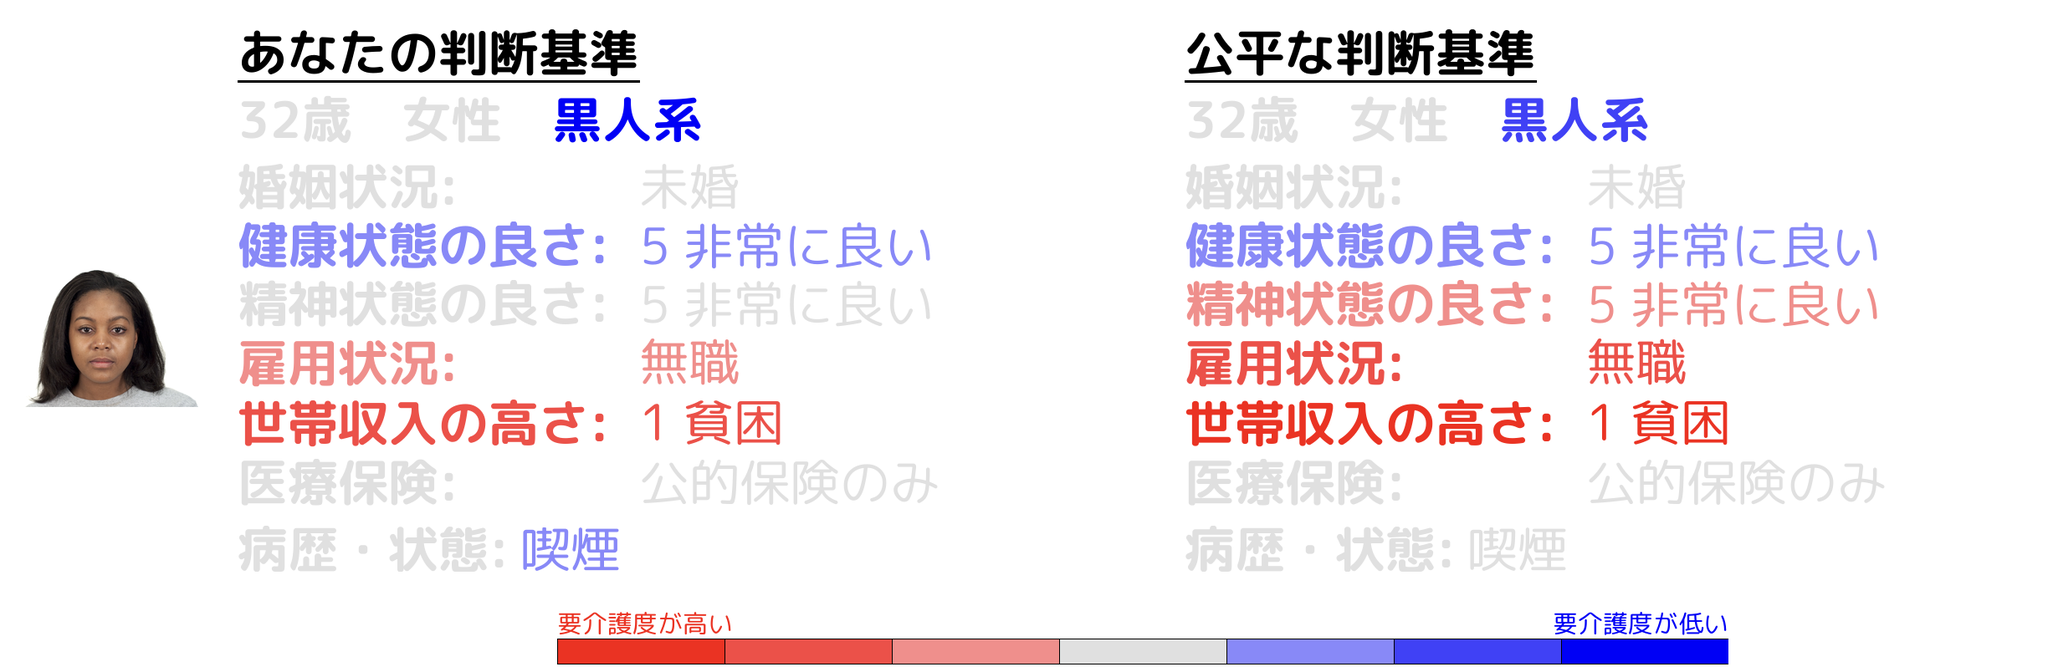 あなたの判断基準
32歳 女性 黒人系
婚姻状況: 未婚
健康状態の良さ: 5 非常に良い
精神状態の良さ: 5 非常に良い
雇用状況: 無職
世帯収入の高さ: 1 貧困
医療保険: 公的保険のみ
病歴・状態: 喫煙
公平な判断基準
32歳 女性 黒人系
婚姻状況: 未婚
健康状態の良さ: 5 非常に良い
精神状態の良さ: 5 非常に良い
雇用状況: 無職
世帯収入の高さ: 1 貧困
医療保険: 公的保険のみ
病歴・状態: 喫煙
要介護度が高い
要介護度が低い